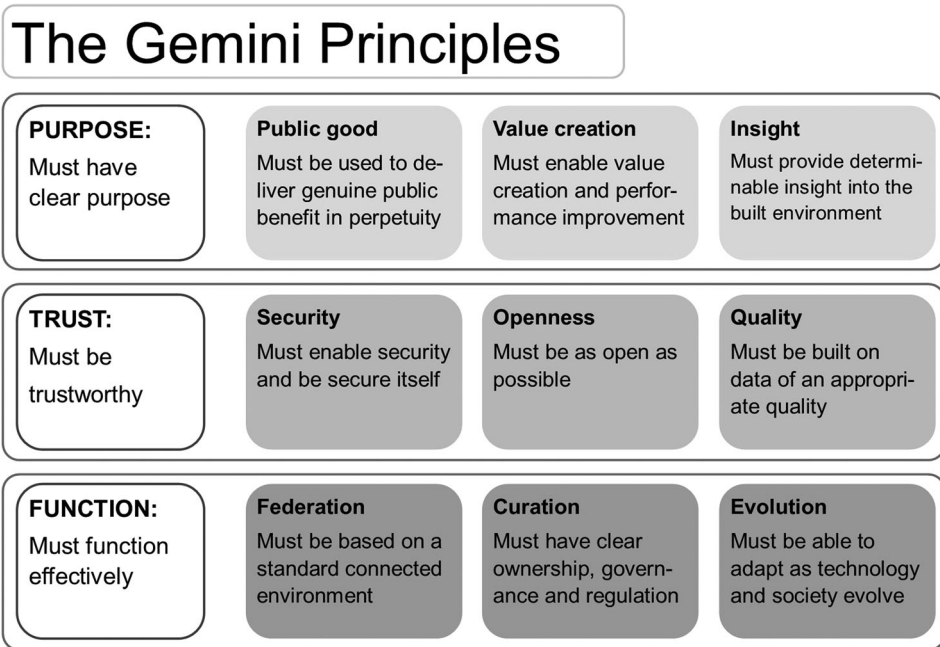 The Gemini Principles
PURPOSE:
Must have
clear purpose
Public good
Must be used to de-
liver genuine public
benefit in perpetuity
Value creation
Must enable value
creation and perfor-
mance improvement
Insight
Must provide determi-
nable insight into the
built environment
TRUST:
Must be
trustworthy
Security
Must enable security
and be secure itself
Openness
Must be as open as
possible
Quality
Must be built on
data of an appropri-
ate quality
FUNCTION:
Must function
effectively
Federation
Must be based on a
standard connected
environment
Curation
Must have clear
ownership, govern-
ance and regulation
Evolution
Must be able to
adapt as technology
and society evolve